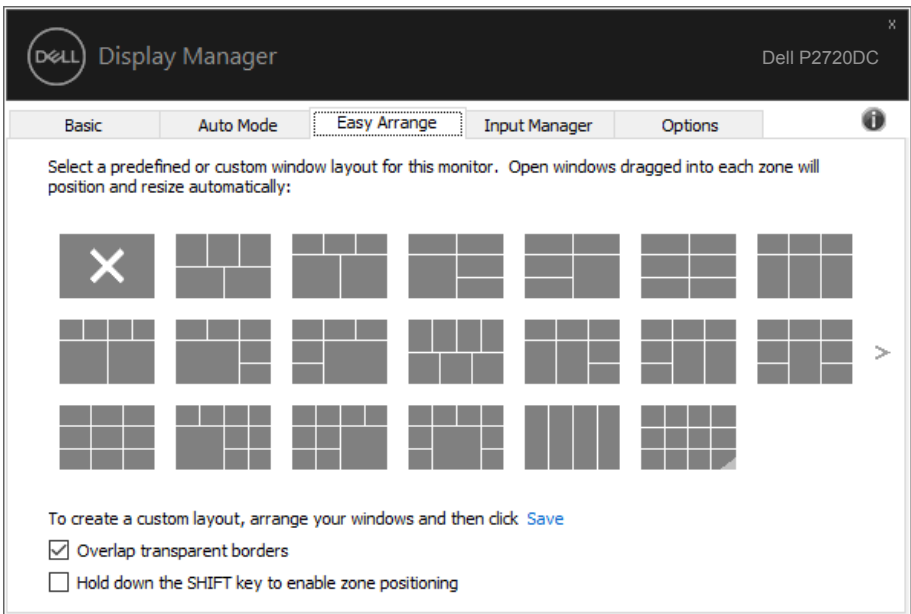 x
DELL Display Manager
Dell P2720DC
Basic Auto Mode Easy Arrange Input Manager Options
Select a predefined or custom window layout for this monitor. Open windows dragged into each zone will
position and resize automatically:
>
To create a custom layout, arrange your windows and then click Save
Overlap transparent borders
Hold down the SHIFT key to enable zone positioning